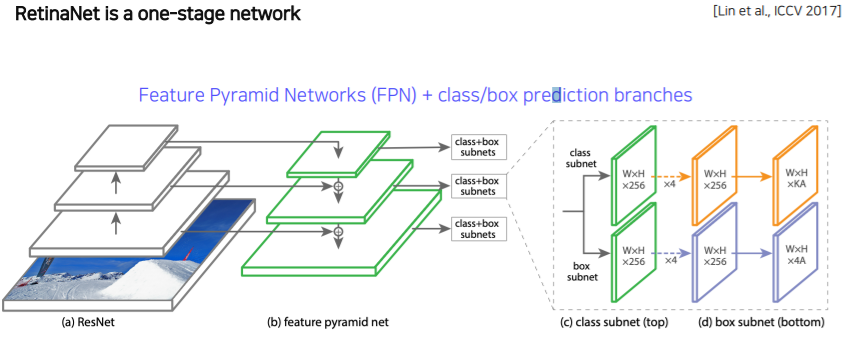 RetinaNet is a one-stage network
[Lin et al., ICCV 2017]
Feature Pyramid Networks (FPN) + class/box prediction branches
class+box
subnets
class+box
subnets
class+box
subnets
class
subnet
W×H
×256
×4
W×H
×256
W×H
×KA
box
subnet
W×H
×256
×4
W×H
×256
W×H
×4A
(a) ResNet
(b) feature pyramid net
(c) class subnet (top)
(d) box subnet (bottom)